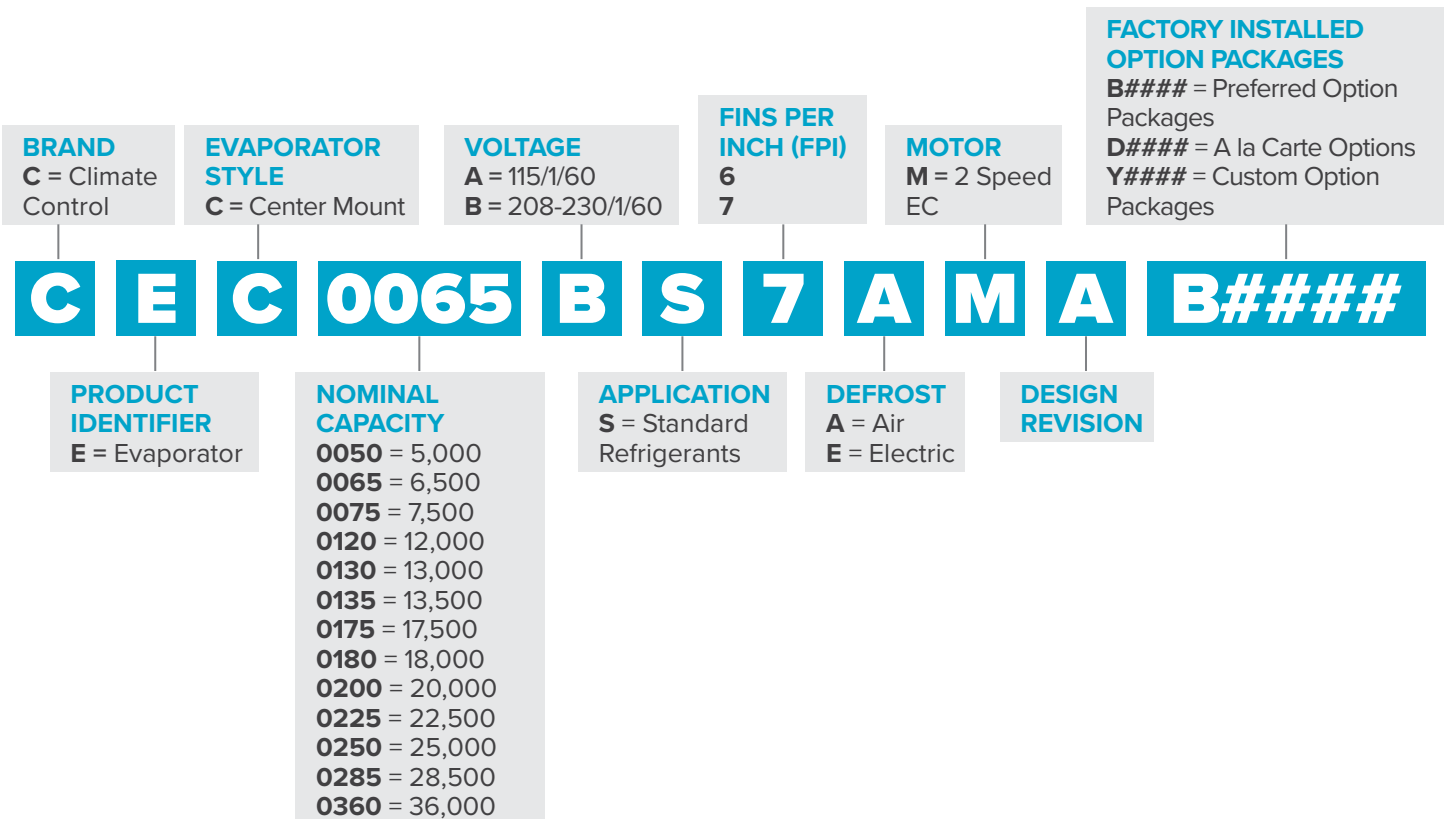 FACTORY INSTALLED
OPTION PACKAGES
B#### = Preferred Option
Packages
D#### = A la Carte Options
Y#### = Custom Option
Packages
BRAND
C = Climate
Control
EVAPORATOR
STYLE
C = Center Mount
VOLTAGE
A = 115/1/60
B = 208-230/1/60
FINS PER
INCH (FPI)
6
7
MOTOR
M = 2 Speed
EC
C E C 0065 B S 7 A M A B####
PRODUCT
IDENTIFIER
E = Evaporator
NOMINAL
CAPACITY
0050 = 5,000
0065 = 6,500
0075 = 7,500
0120 = 12,000
0130 = 13,000
0135 = 13,500
0175 = 17,500
0180 = 18,000
0200 = 20,000
0225 = 22,500
0250 = 25,000
0285 = 28,500
0360 = 36,000
APPLICATION
S = Standard
Refrigerants
DEFROST
A = Air
E = Electric
DESIGN
REVISION